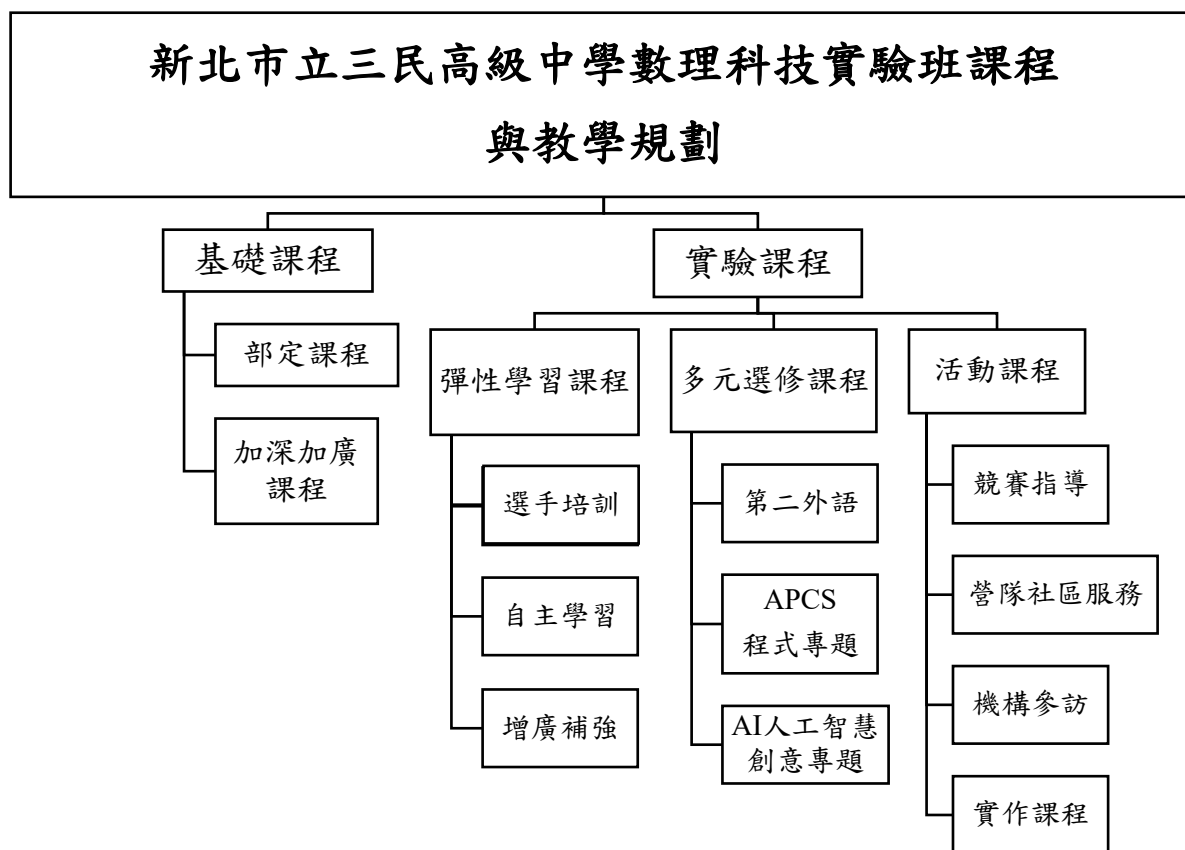 新北市立三民高級中學數理科技實驗班課程
與教學規劃
基礎課程
實驗課程
部定課程
加深加廣
課程
彈性學習課程
多元選修課程
活動課程
選手培訓
自主學習
增廣補強
第二外語
APCS
程式專題
AI人工智慧
創意專題
競賽指導
營隊社區服務
機構參訪
實作課程